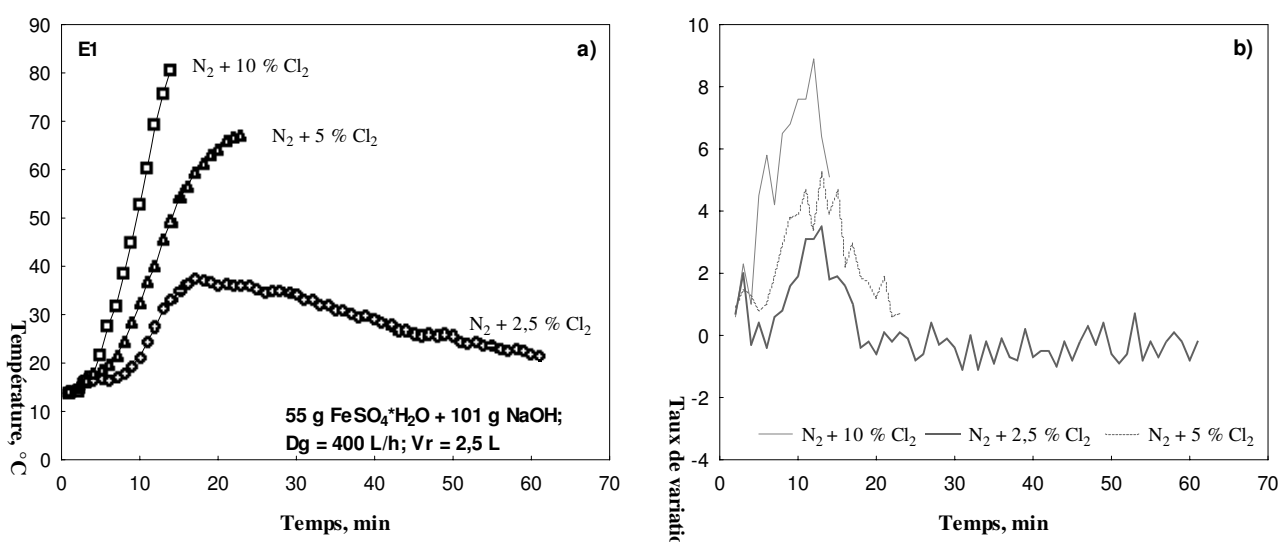 E1
a)
90
80
70
60
50
40
30
20
10
0
N₂ + 10 % Cl₂
N₂ + 5 % Cl₂
N₂ + 2,5 % Cl₂
55 g FeSO₄*H₂O + 101 g NaOH;
Dg = 400 L/h; Vr = 2,5 L
Température, °C
0 10 20 30 40 50 60 70
Temps, min
b)
10
8
6
4
2
0
-2
-4
N₂ + 10 % Cl₂ N₂ + 2,5 % Cl₂ N₂ + 5 % Cl₂
Taux de
0 10 20 30 40 50 60 70
Temps, min